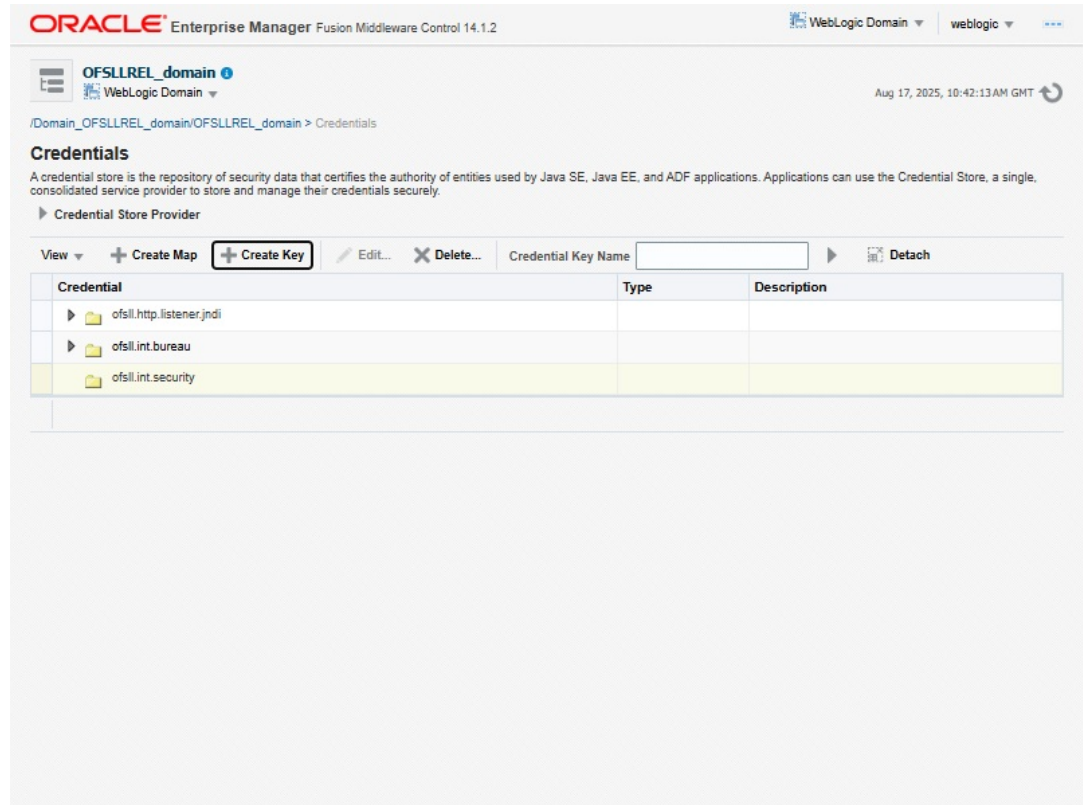 ORACLE Enterprise Manager Fusion Middleware Control 14.1.2 WebLogic Domain weblogic
OFSLLREL_domain
WebLogic Domain Aug 17, 2025, 10:42:13 AM GMT
/Domain_OFSLLREL_domain/OFSLLREL_domain > Credentials
Credentials
A credential store is the repository of security data that certifies the authority of entities used by Java SE, Java EE, and ADF applications. Applications can use the Credential Store, a single,
consolidated service provider to store and manage their credentials securely.
Credential Store Provider
View Create Map Create Key Edit... Delete... Credential Key Name Detach
Credential Type Description
ofsll.http.listener.jndi
ofsll.int.bureau
ofsll.int.security